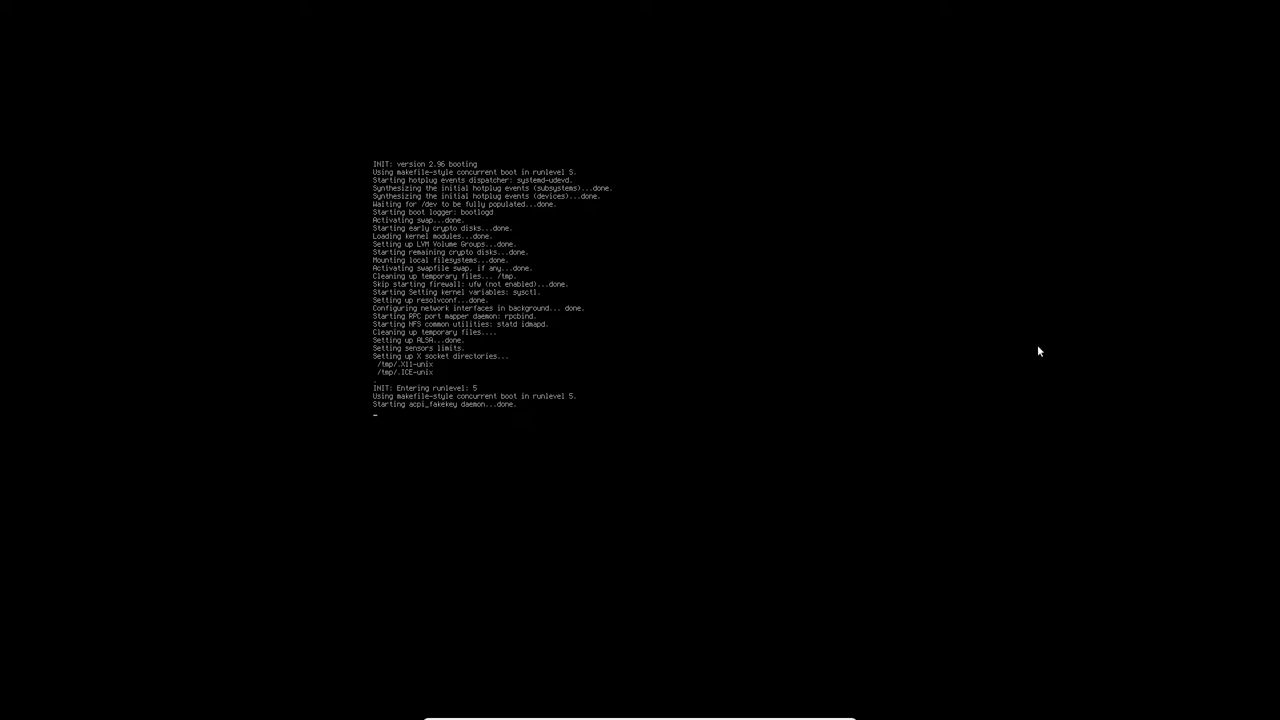 INIT: version 2.96 booting
Using makefile-style concurrent boot in runlevel S.
Starting hotplug events dispatcher: systemd-udevd.
Synthesizing the initial hotplug events (subsystems)...done.
Synthesizing the initial hotplug events (devices)...done.
Waiting for /dev to be fully populated...done.
Starting boot logger: bootlogd
Activating swap...done.
Starting early crypto disks...done.
Loading kernel modules...done.
Setting up LVM Volume Groups...done.
Starting remaining crypto disks...done.
Mounting local filesystems...done.
Activating swapfile swap, if any...done.
Cleaning up temporary files... /tmp.
Skip starting firewall: ufw (not enabled)...done.
Starting Setting kernel variables: sysctl.
Setting up resolvconf...done.
Configuring network interfaces in background... done.
Starting RPC port mapper daemon: rpcbind.
Starting NFS common utilities: statd idmapd.
Cleaning up temporary files....
Setting up ALSA...done.
Setting sensors limits.
Setting up X socket directories...
/tmp/.X11-unix
/tmp/.ICE-unix
.
INIT: Entering runlevel: 5
Using makefile-style concurrent boot in runlevel 5.
Starting acpi_fakekey daemon...done.